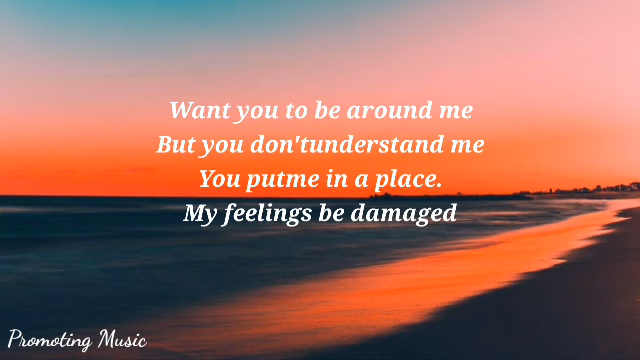 Want you to be around me
But you don'tunderstand me
You putme in a place.
My feelings be damaged
Promoting Music